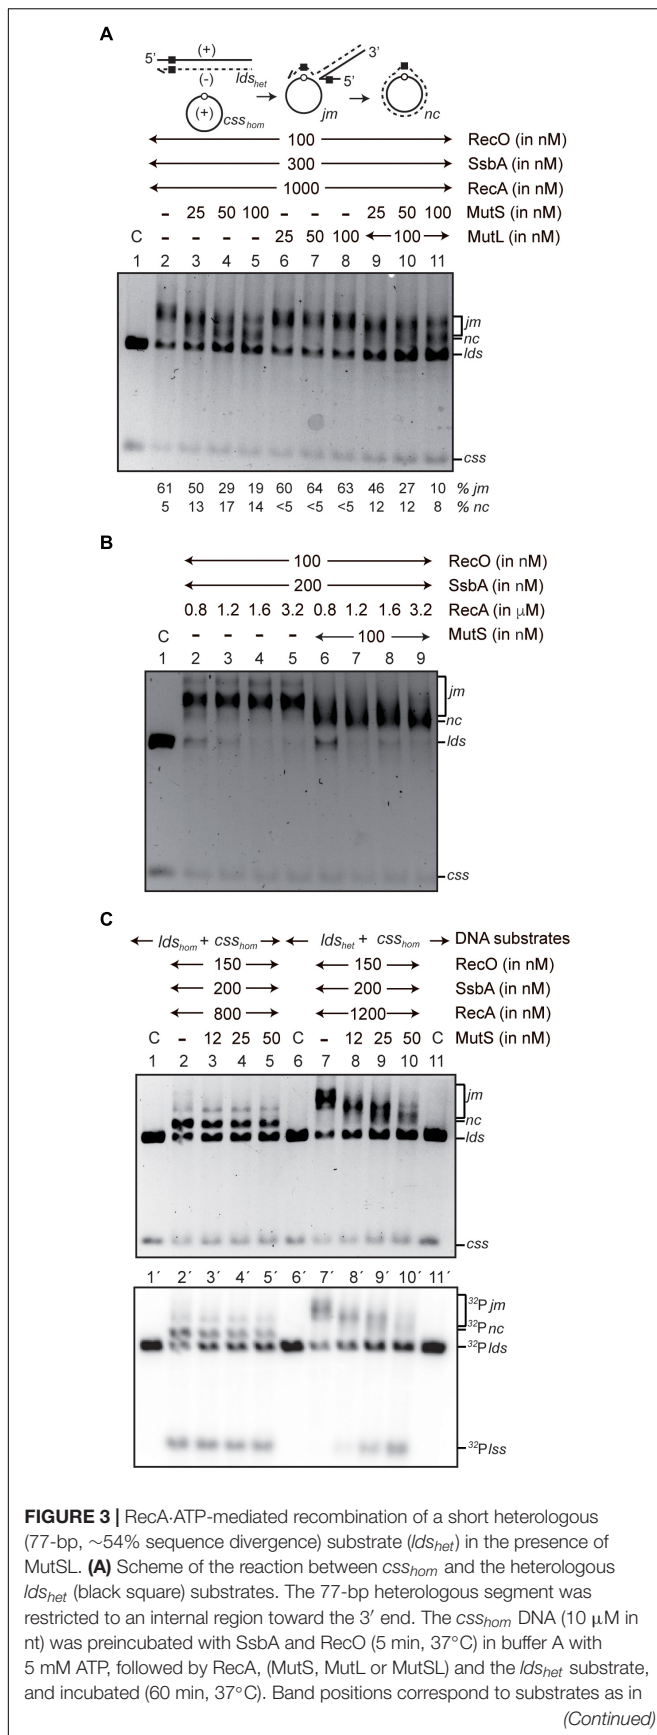 A
5′ (+) 3′
(-) lds_het 5′
(+) css_hom jm nc
100 RecO (in nM)
300 SsbA (in nM)
1000 RecA (in nM)
- 25 50 100 - - - 25 50 100 MutS (in nM)
C - - - - 25 50 100 100 MutL (in nM)
1 2 3 4 5 6 7 8 9 10 11
jm
nc
lds
css
61 50 29 19 60 64 63 46 27 10 % jm
5 13 17 14 <5 <5 <5 12 12 8 % nc
B
100 RecO (in nM)
200 SsbA (in nM)
0.8 1.2 1.6 3.2 0.8 1.2 1.6 3.2 RecA (in μM)
C - - - - 100 MutS (in nM)
1 2 3 4 5 6 7 8 9
jm
nc
lds
css
C
lds_hom + css_hom lds_het + css_hom DNA substrates
150 150 RecO (in nM)
200 200 SsbA (in nM)
800 1200 RecA (in nM)
C - 12 25 50 C - 12 25 50 C MutS (in nM)
1 2 3 4 5 6 7 8 9 10 11
jm
nc
lds
css
1′ 2′ 3′ 4′ 5′ 6′ 7′ 8′ 9′ 10′ 11′
³²P jm
³²P nc
³²P lds
³²P lss
FIGURE 3 | RecA·ATP-mediated recombination of a short heterologous
(77-bp, ~54% sequence divergence) substrate (lds_het) in the presence of
MutSL. (A) Scheme of the reaction between css_hom and the heterologous
lds_het (black square) substrates. The 77-bp heterologous segment was
restricted to an internal region toward the 3′ end. The css_hom DNA (10 μM in
nt) was preincubated with SsbA and RecO (5 min, 37°C) in buffer A with
5 mM ATP, followed by RecA, (MutS, MutL or MutSL) and the lds_het substrate,
and incubated (60 min, 37°C). Band positions correspond to substrates as in
(Continued)